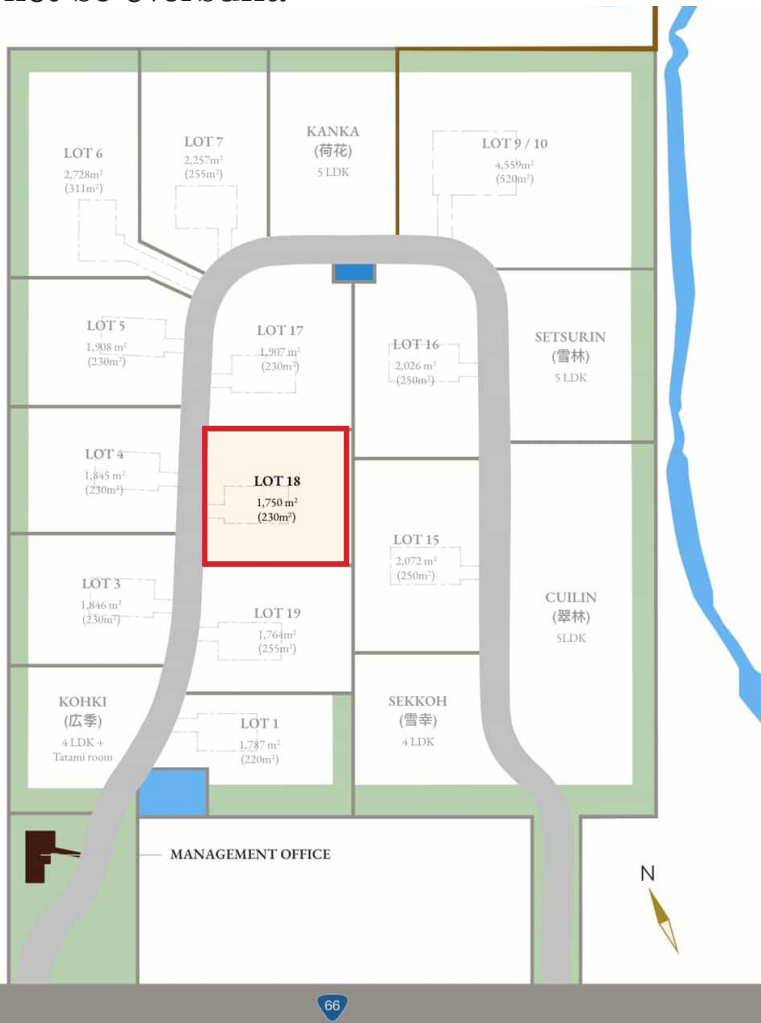 LOT 6
2,728m²
(311m²)
LOT 7
2,257m²
(255m²)
KANKA
(荷花)
5 LDK
LOT 9 / 10
4,559m²
(520m²)
LOT 5
1,908 m²
(230m²)
LOT 17
1,907 m²
(230m²)
LOT 16
2,026 m²
(250m²)
SETSURIN
(雪林)
5 LDK
LOT 4
1,845 m²
(230m²)
LOT 18
1,750 m²
(230m²)
LOT 15
2,072 m²
(250m²)
LOT 3
1,846 m²
(230m²)
LOT 19
1,764m²
(255m²)
CUILIN
(翠林)
5LDK
KOHKI
(広季)
4 LDK +
Tatami room
LOT 1
1,787 m²
(220m²)
SEKKOH
(雪幸)
4 LDK
MANAGEMENT OFFICE
N
66